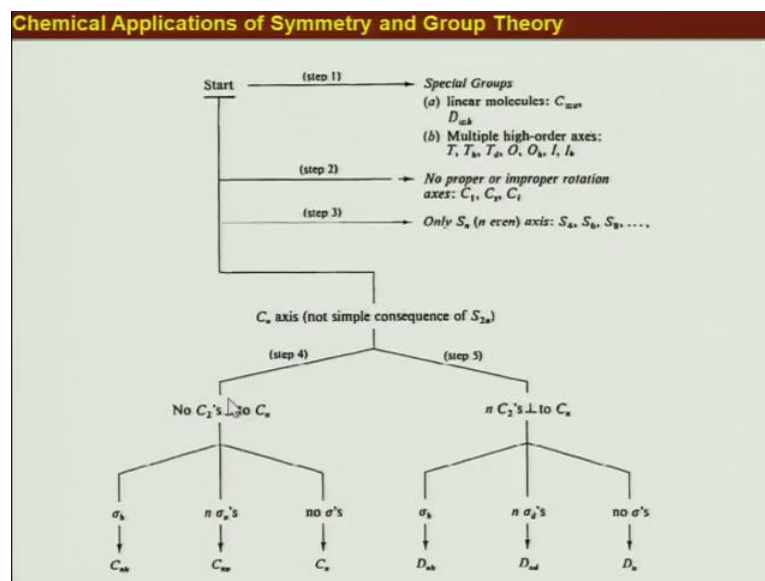 Chemical Applications of Symmetry and Group Theory
Start
(step 1)
Special Groups
(a) linear molecules: C∞v,
D∞h
(b) Multiple high-order axes:
T, Th, Td, O, Oh, I, Ih
(step 2)
No proper or improper rotation
axes: C1, Cs, Ci
(step 3)
Only Sn (n even) axis: S4, S6, S8, ....,
Cn axis (not simple consequence of S2n)
(step 4)
(step 5)
No C2's ⊥ to Cn
n C2's ⊥ to Cn
σh
n σv's
no σ's
σh
n σd's
no σ's
Cnh
Cnv
Cn
Dnh
Dnd
Dn